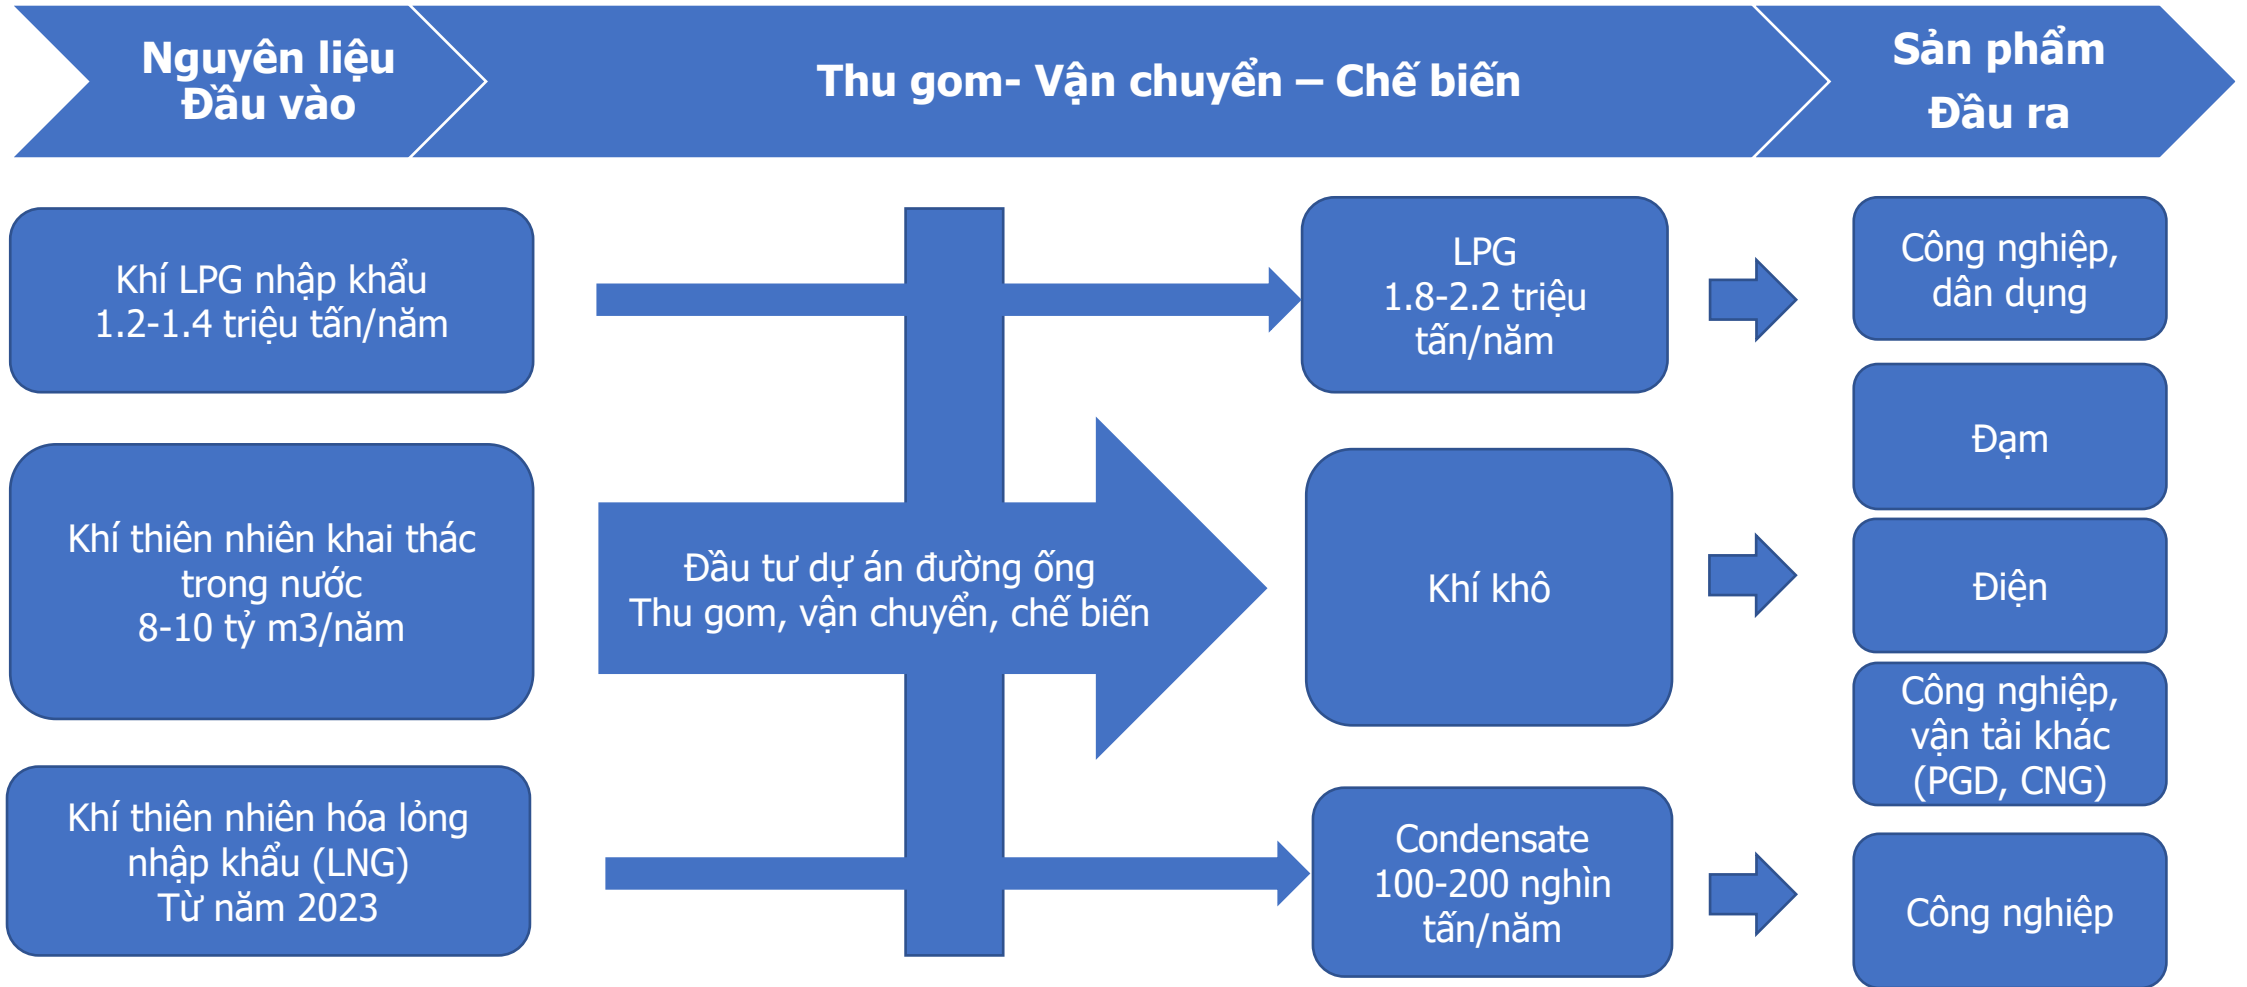 Nguyên liệu
Đầu vào
Thu gom- Vận chuyển – Chế biến
Sản phẩm
Đầu ra
Khí LPG nhập khẩu
1.2-1.4 triệu tấn/năm
LPG
1.8-2.2 triệu
tấn/năm
Công nghiệp,
dân dụng
Khí thiên nhiên khai thác
trong nước
8-10 tỷ m3/năm
Đầu tư dự án đường ống
Thu gom, vận chuyển, chế biến
Khí khô
Đạm
Điện
Công nghiệp,
vận tải khác
(PGD, CNG)
Khí thiên nhiên hóa lỏng
nhập khẩu (LNG)
Từ năm 2023
Condensate
100-200 nghìn
tấn/năm
Công nghiệp